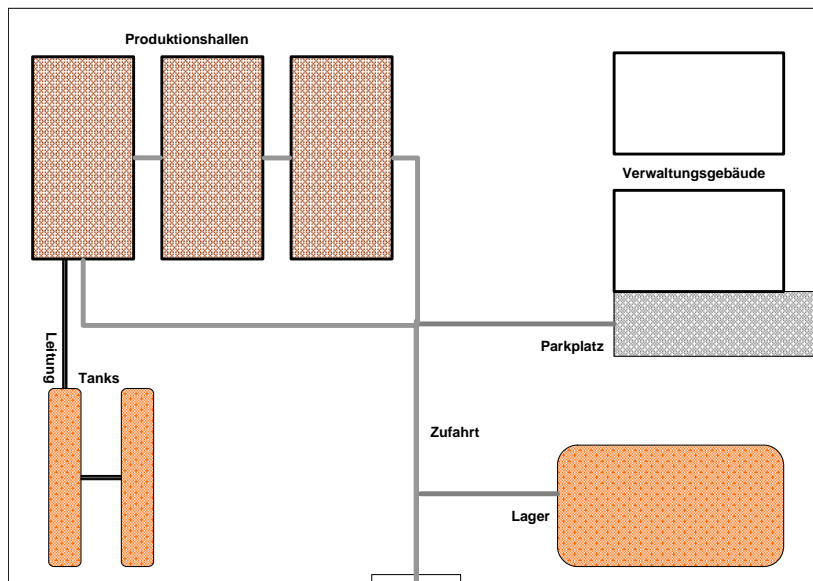 Produktionshallen
Verwaltungsgebäude
Leitung
Parkplatz
Tanks
Zufahrt
Lager